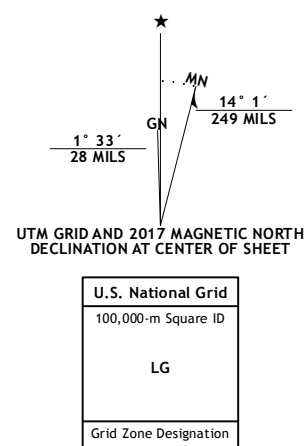 ★
MN
GN
14° 1´
249 MILS
1° 33´
28 MILS
UTM GRID AND 2017 MAGNETIC NORTH
DECLINATION AT CENTER OF SHEET
U.S. National Grid
100,000-m Square ID
LG
Grid Zone Designation